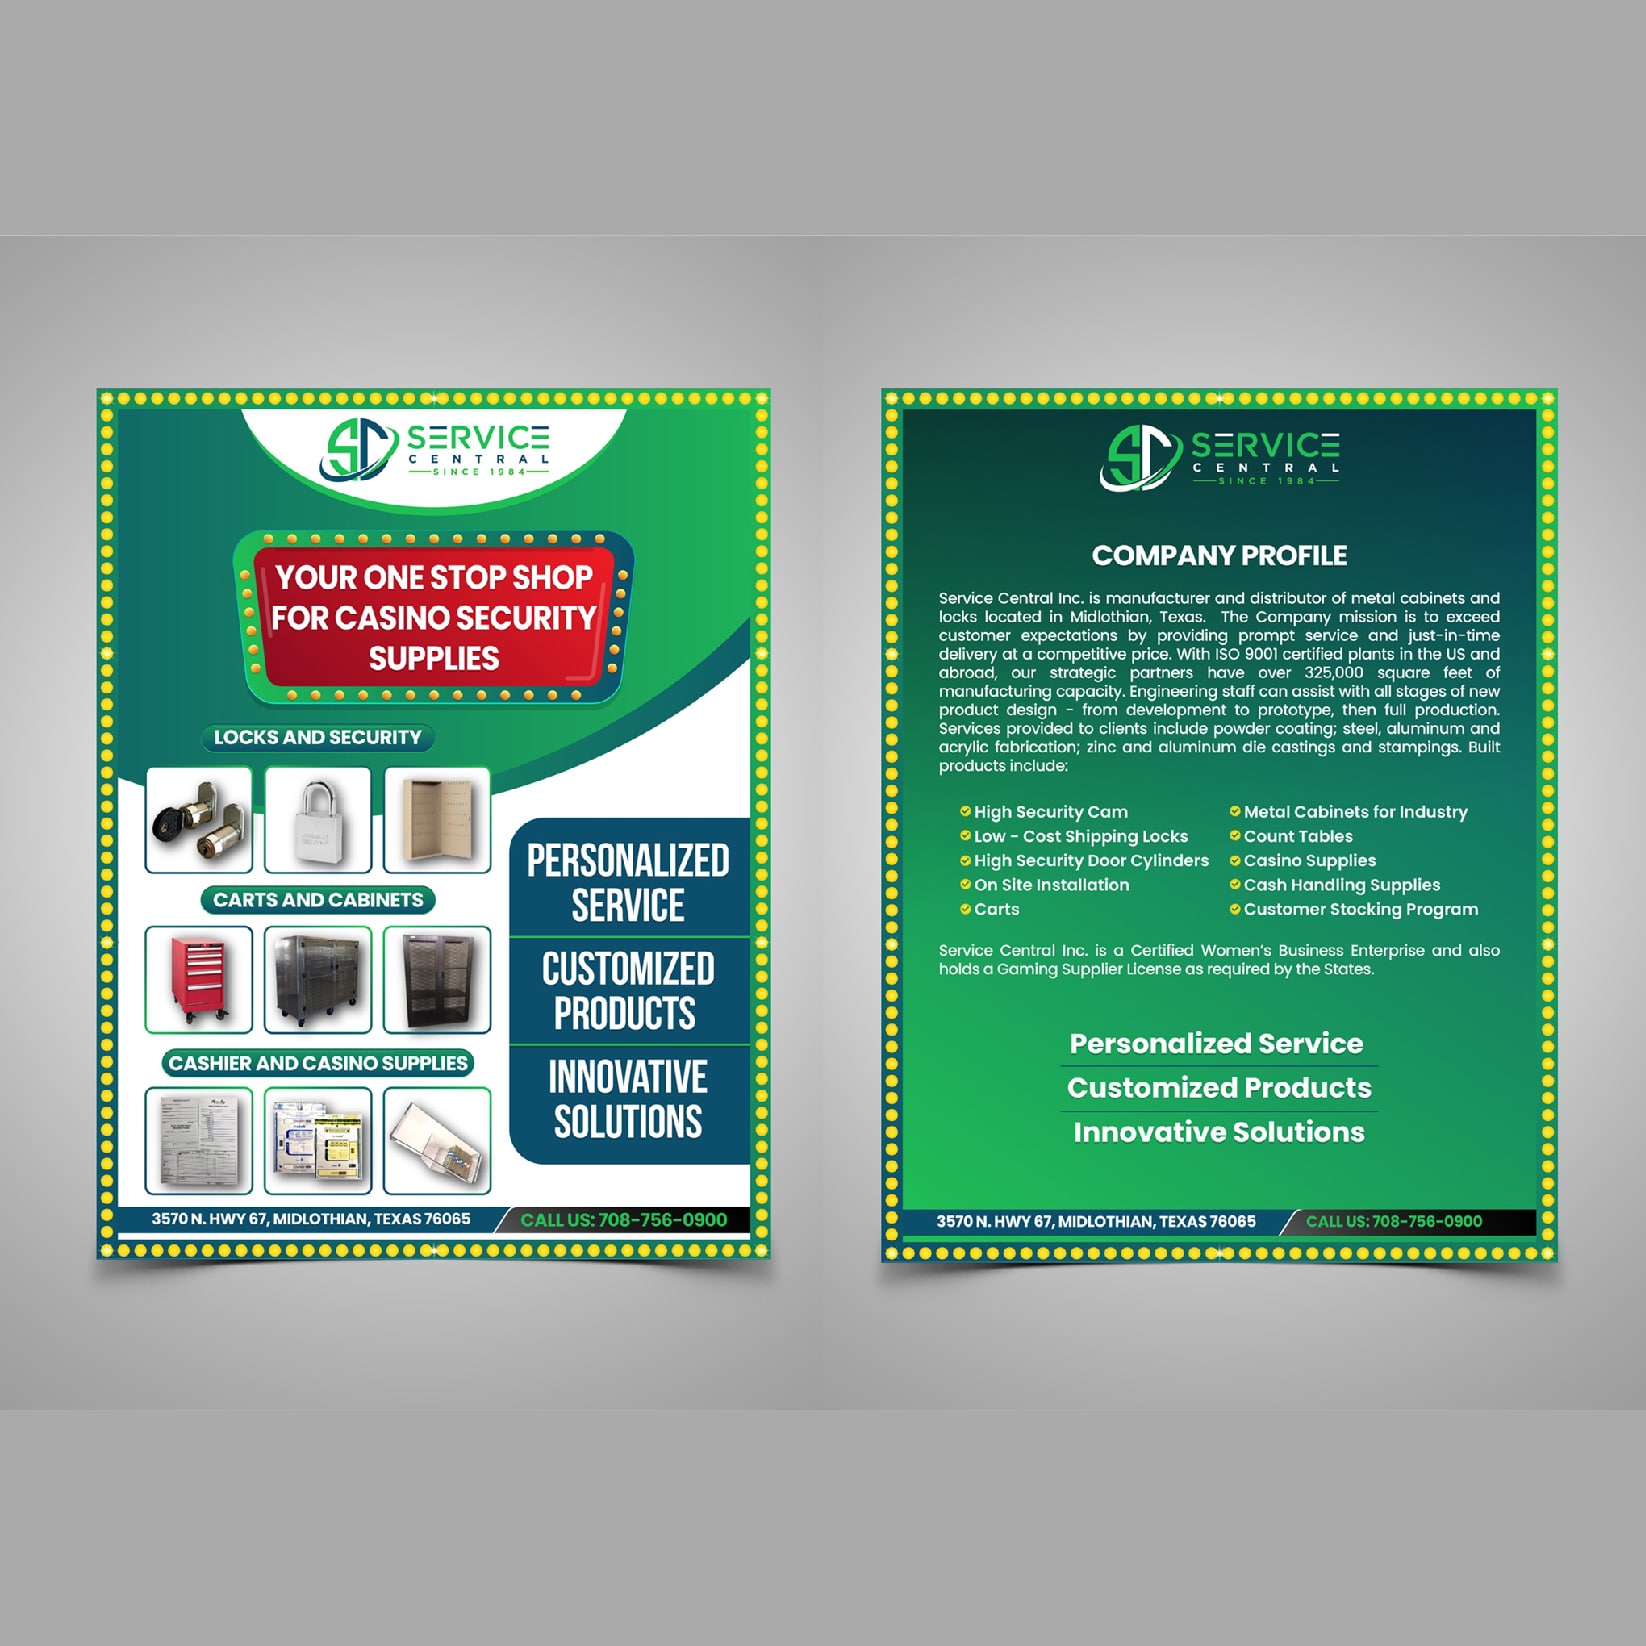 SERVICE
CENTRAL
SINCE 1984
YOUR ONE STOP SHOP
FOR CASINO SECURITY
SUPPLIES
LOCKS AND SECURITY
CARTS AND CABINETS
CASHIER AND CASINO SUPPLIES
PERSONALIZED
SERVICE
CUSTOMIZED
PRODUCTS
INNOVATIVE
SOLUTIONS
3570 N. HWY 67, MIDLOTHIAN, TEXAS 76065
CALL US: 708-756-0900
SERVICE
CENTRAL
SINCE 1984
COMPANY PROFILE
Service Central Inc. is manufacturer and distributor of metal cabinets and
locks located in Midlothian, Texas. The Company mission is to exceed
customer expectations by providing prompt service and just-in-time
delivery at a competitive price. With ISO 9001 certified plants in the US and
abroad, our strategic partners have over 325,000 square feet of
manufacturing capacity. Engineering staff can assist with all stages of new
product design - from development to prototype, then full production.
Services provided to clients include powder coating; steel, aluminum and
acrylic fabrication; zinc and aluminum die castings and stampings. Built
products include:
High Security Cam
Low - Cost Shipping Locks
High Security Door Cylinders
On Site Installation
Carts
Metal Cabinets for Industry
Count Tables
Casino Supplies
Cash Handling Supplies
Customer Stocking Program
Service Central Inc. is a Certified Women's Business Enterprise and also
holds a Gaming Supplier License as required by the States.
Personalized Service
Customized Products
Innovative Solutions
3570 N. HWY 67, MIDLOTHIAN, TEXAS 76065
CALL US: 708-756-0900